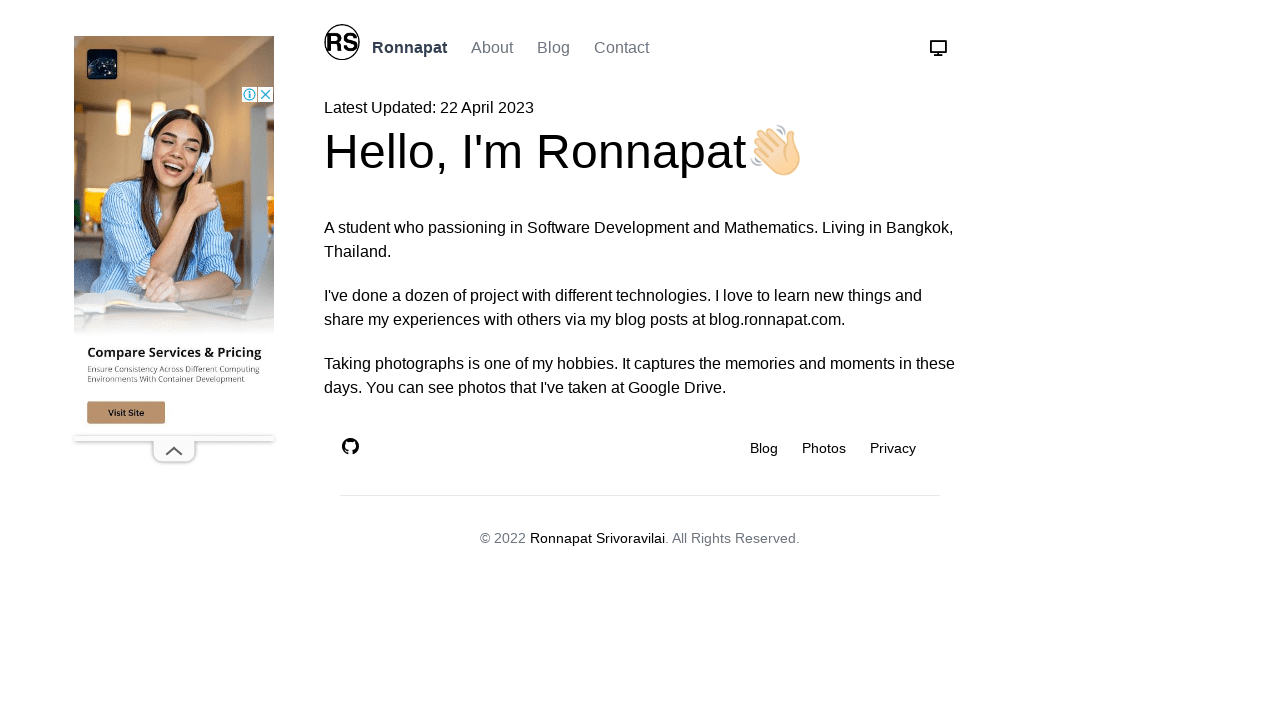 RS
Ronnapat About Blog Contact
Latest Updated: 22 April 2023
Hello, I'm Ronnapat👋🏼
A student who passioning in Software Development and Mathematics. Living in Bangkok,
Thailand.
I've done a dozen of project with different technologies. I love to learn new things and
share my experiences with others via my blog posts at blog.ronnapat.com.
Taking photographs is one of my hobbies. It captures the memories and moments in these
days. You can see photos that I've taken at Google Drive.
Compare Services & Pricing
Ensure Consistency Across Different Computing
Environments With Container Development
Visit Site
Blog Photos Privacy
© 2022 Ronnapat Srivoravilai. All Rights Reserved.